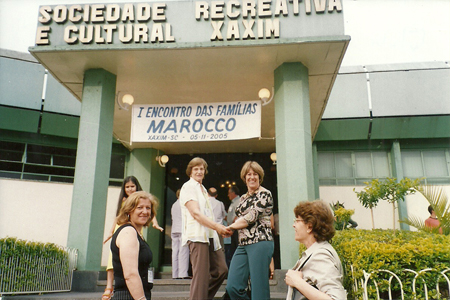 SOCIEDADE RECREATIVA
E CULTURAL XAXIM
I ENCONTRO DAS FAMÍLIAS
MAROCCO
XAXIM-SC - 05-11-2005